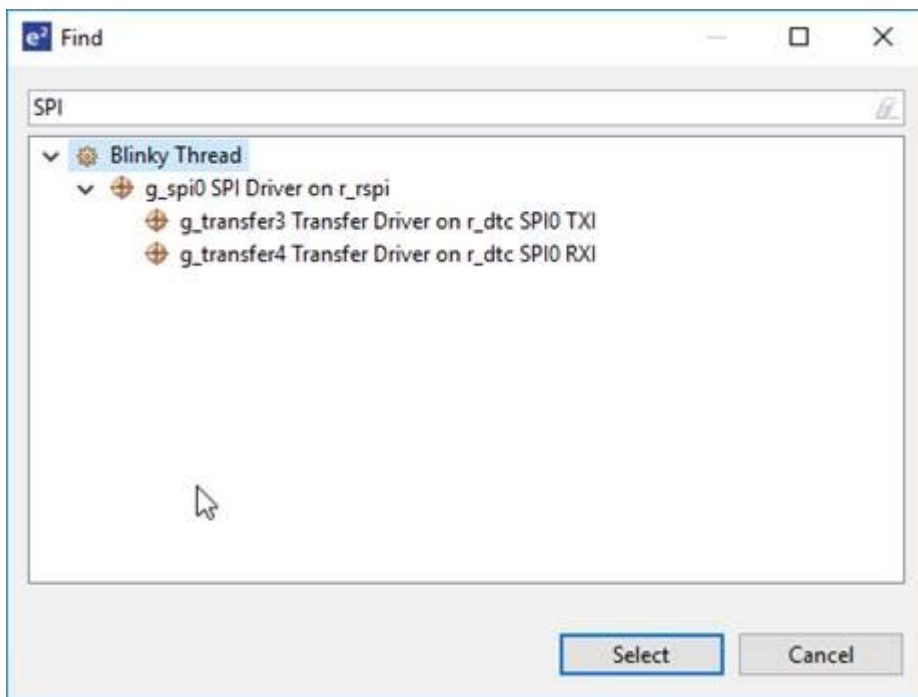 e² Find
SPI
Blinky Thread
g_spi0 SPI Driver on r_rspi
g_transfer3 Transfer Driver on r_dtc SPI0 TXI
g_transfer4 Transfer Driver on r_dtc SPI0 RXI
Select Cancel